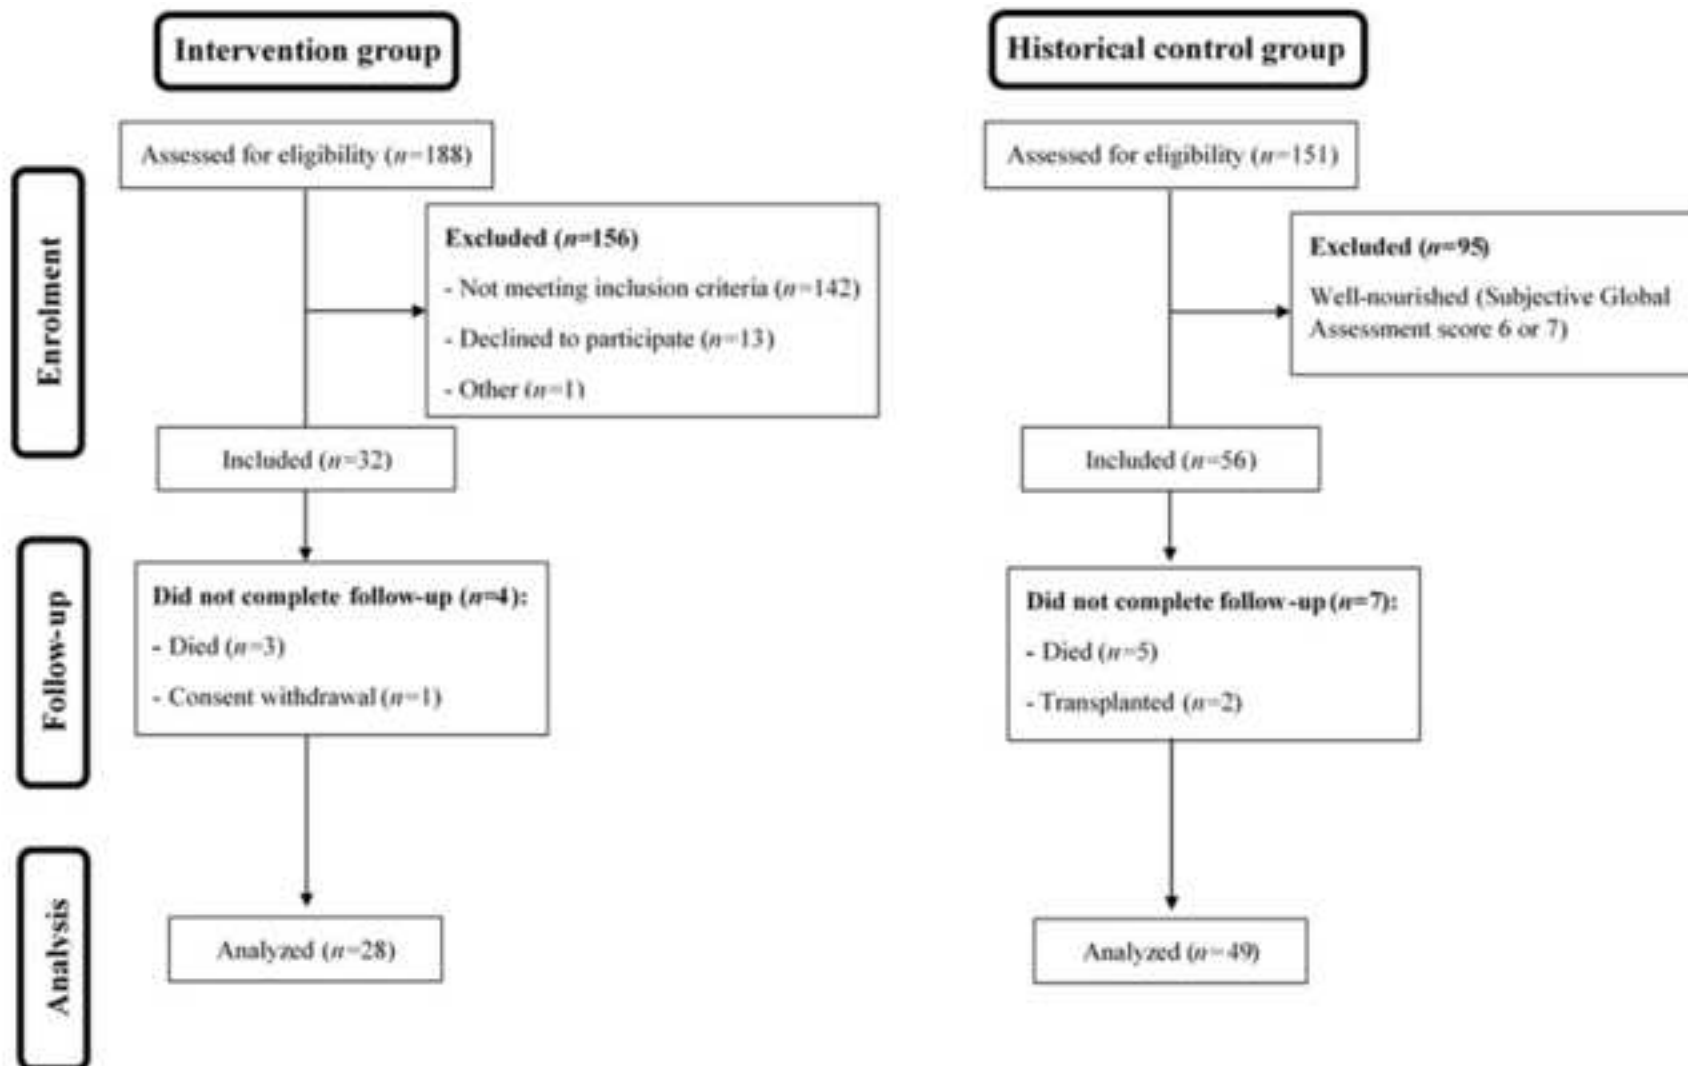 Intervention group
Historical control group
Enrolment
Assessed for eligibility (n=188)
Excluded (n=156)
- Not meeting inclusion criteria (n=142)
- Declined to participate (n=13)
- Other (n=1)
Included (n=32)
Assessed for eligibility (n=151)
Excluded (n=95)
Well-nourished (Subjective Global
Assessment score 6 or 7)
Included (n=56)
Follow-up
Did not complete follow-up (n=4):
- Died (n=3)
- Consent withdrawal (n=1)
Did not complete follow-up (n=7):
- Died (n=5)
- Transplanted (n=2)
Analysis
Analyzed (n=28)
Analyzed (n=49)